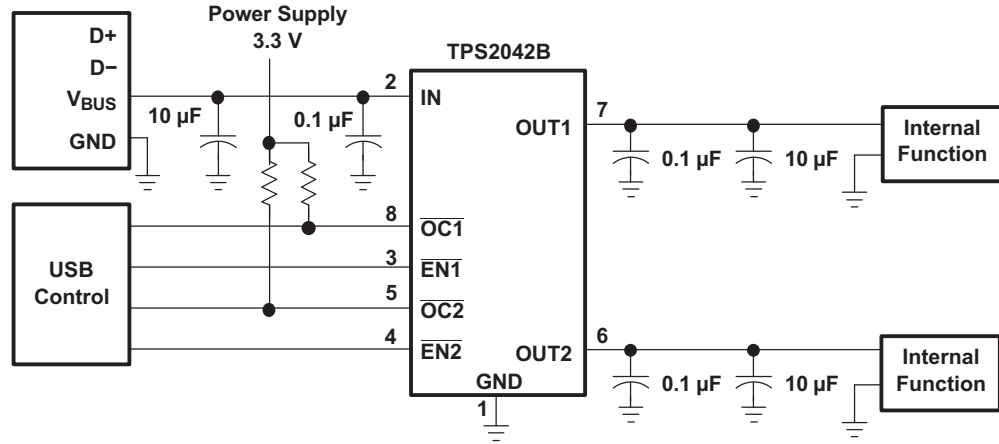 Power Supply
3.3 V
D+
D−
V_BUS
GND
10 µF
0.1 µF
TPS2042B
2
IN
8
OC1
3
EN1
5
OC2
4
EN2
GND
1
OUT1
7
0.1 µF
10 µF
Internal
Function
OUT2
6
0.1 µF
10 µF
Internal
Function
USB
Control